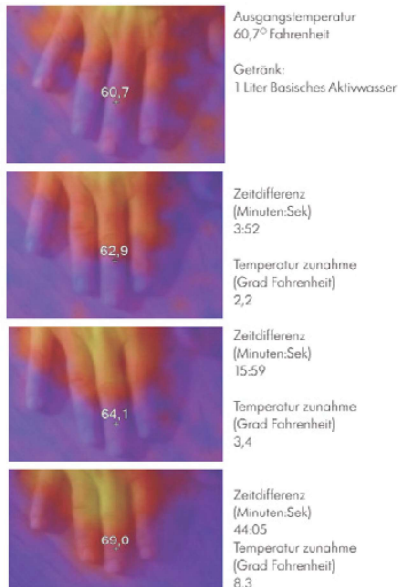 60,7
Ausgangstemperatur
60,7° Fahrenheit
Getränk:
1 Liter Basisches Aktivwasser
62,9
Zeitdifferenz
(Minuten:Sek)
3:52
Temperatur zunahme
(Grad Fahrenheit)
2,2
64,1
Zeitdifferenz
(Minuten:Sek)
15:59
Temperatur zunahme
(Grad Fahrenheit)
3,4
69,0
Zeitdifferenz
(Minuten:Sek)
44:05
Temperatur zunahme
(Grad Fahrenheit)
8,3